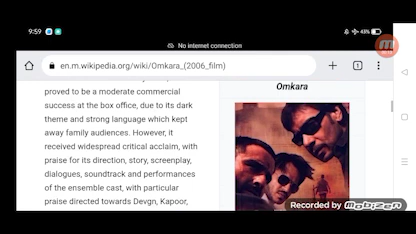 9:59
43%
No internet connection
en.m.wikipedia.org/wiki/Omkara_(2006_film)
1
proved to be a moderate commercial
success at the box office, due to its dark
theme and strong language which kept
away family audiences. However, it
received widespread critical acclaim, with
praise for its direction, story, screenplay,
dialogues, soundtrack and performances
of the ensemble cast, with particular
praise directed towards Devgn, Kapoor,
Omkara
Recorded by Mobizen